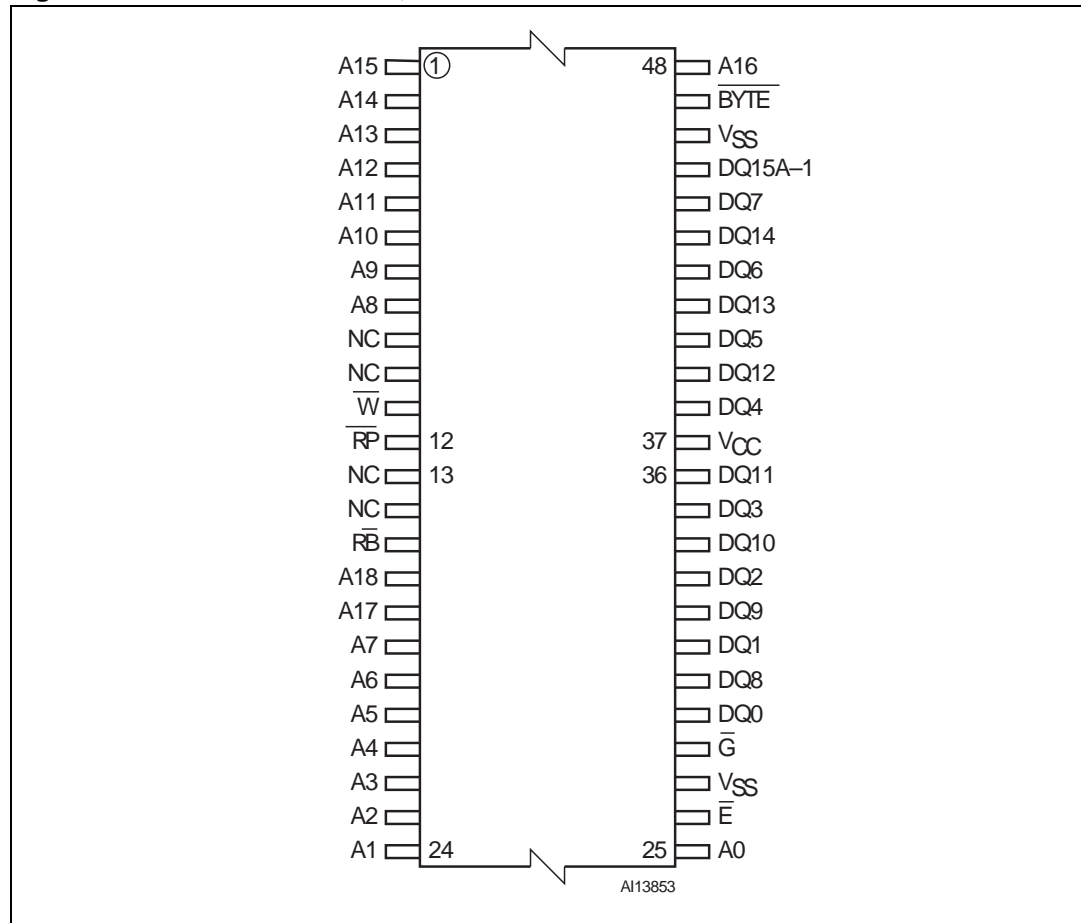 A15 ① 48 A16
A14 B̅Y̅T̅E̅
A13 VSS
A12 DQ15A–1
A11 DQ7
A10 DQ14
A9 DQ6
A8 DQ13
NC DQ5
NC DQ12
W̅ DQ4
R̅P̅ 12 37 VCC
NC 13 36 DQ11
NC DQ3
RB̅ DQ10
A18 DQ2
A17 DQ9
A7 DQ1
A6 DQ8
A5 DQ0
A4 G̅
A3 VSS
A2 E̅
A1 24 25 A0
AI13853